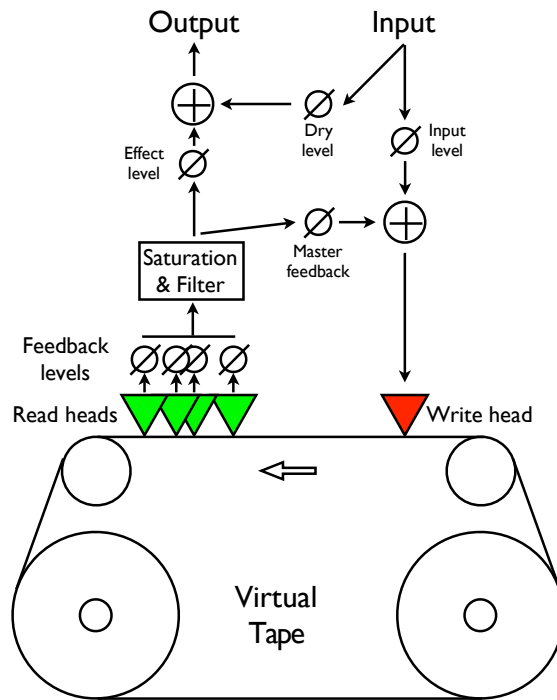 Output
Input
Dry
level
Input
level
Effect
level
Master
feedback
Saturation
& Filter
Feedback
levels
Read heads
Write head
Virtual
Tape